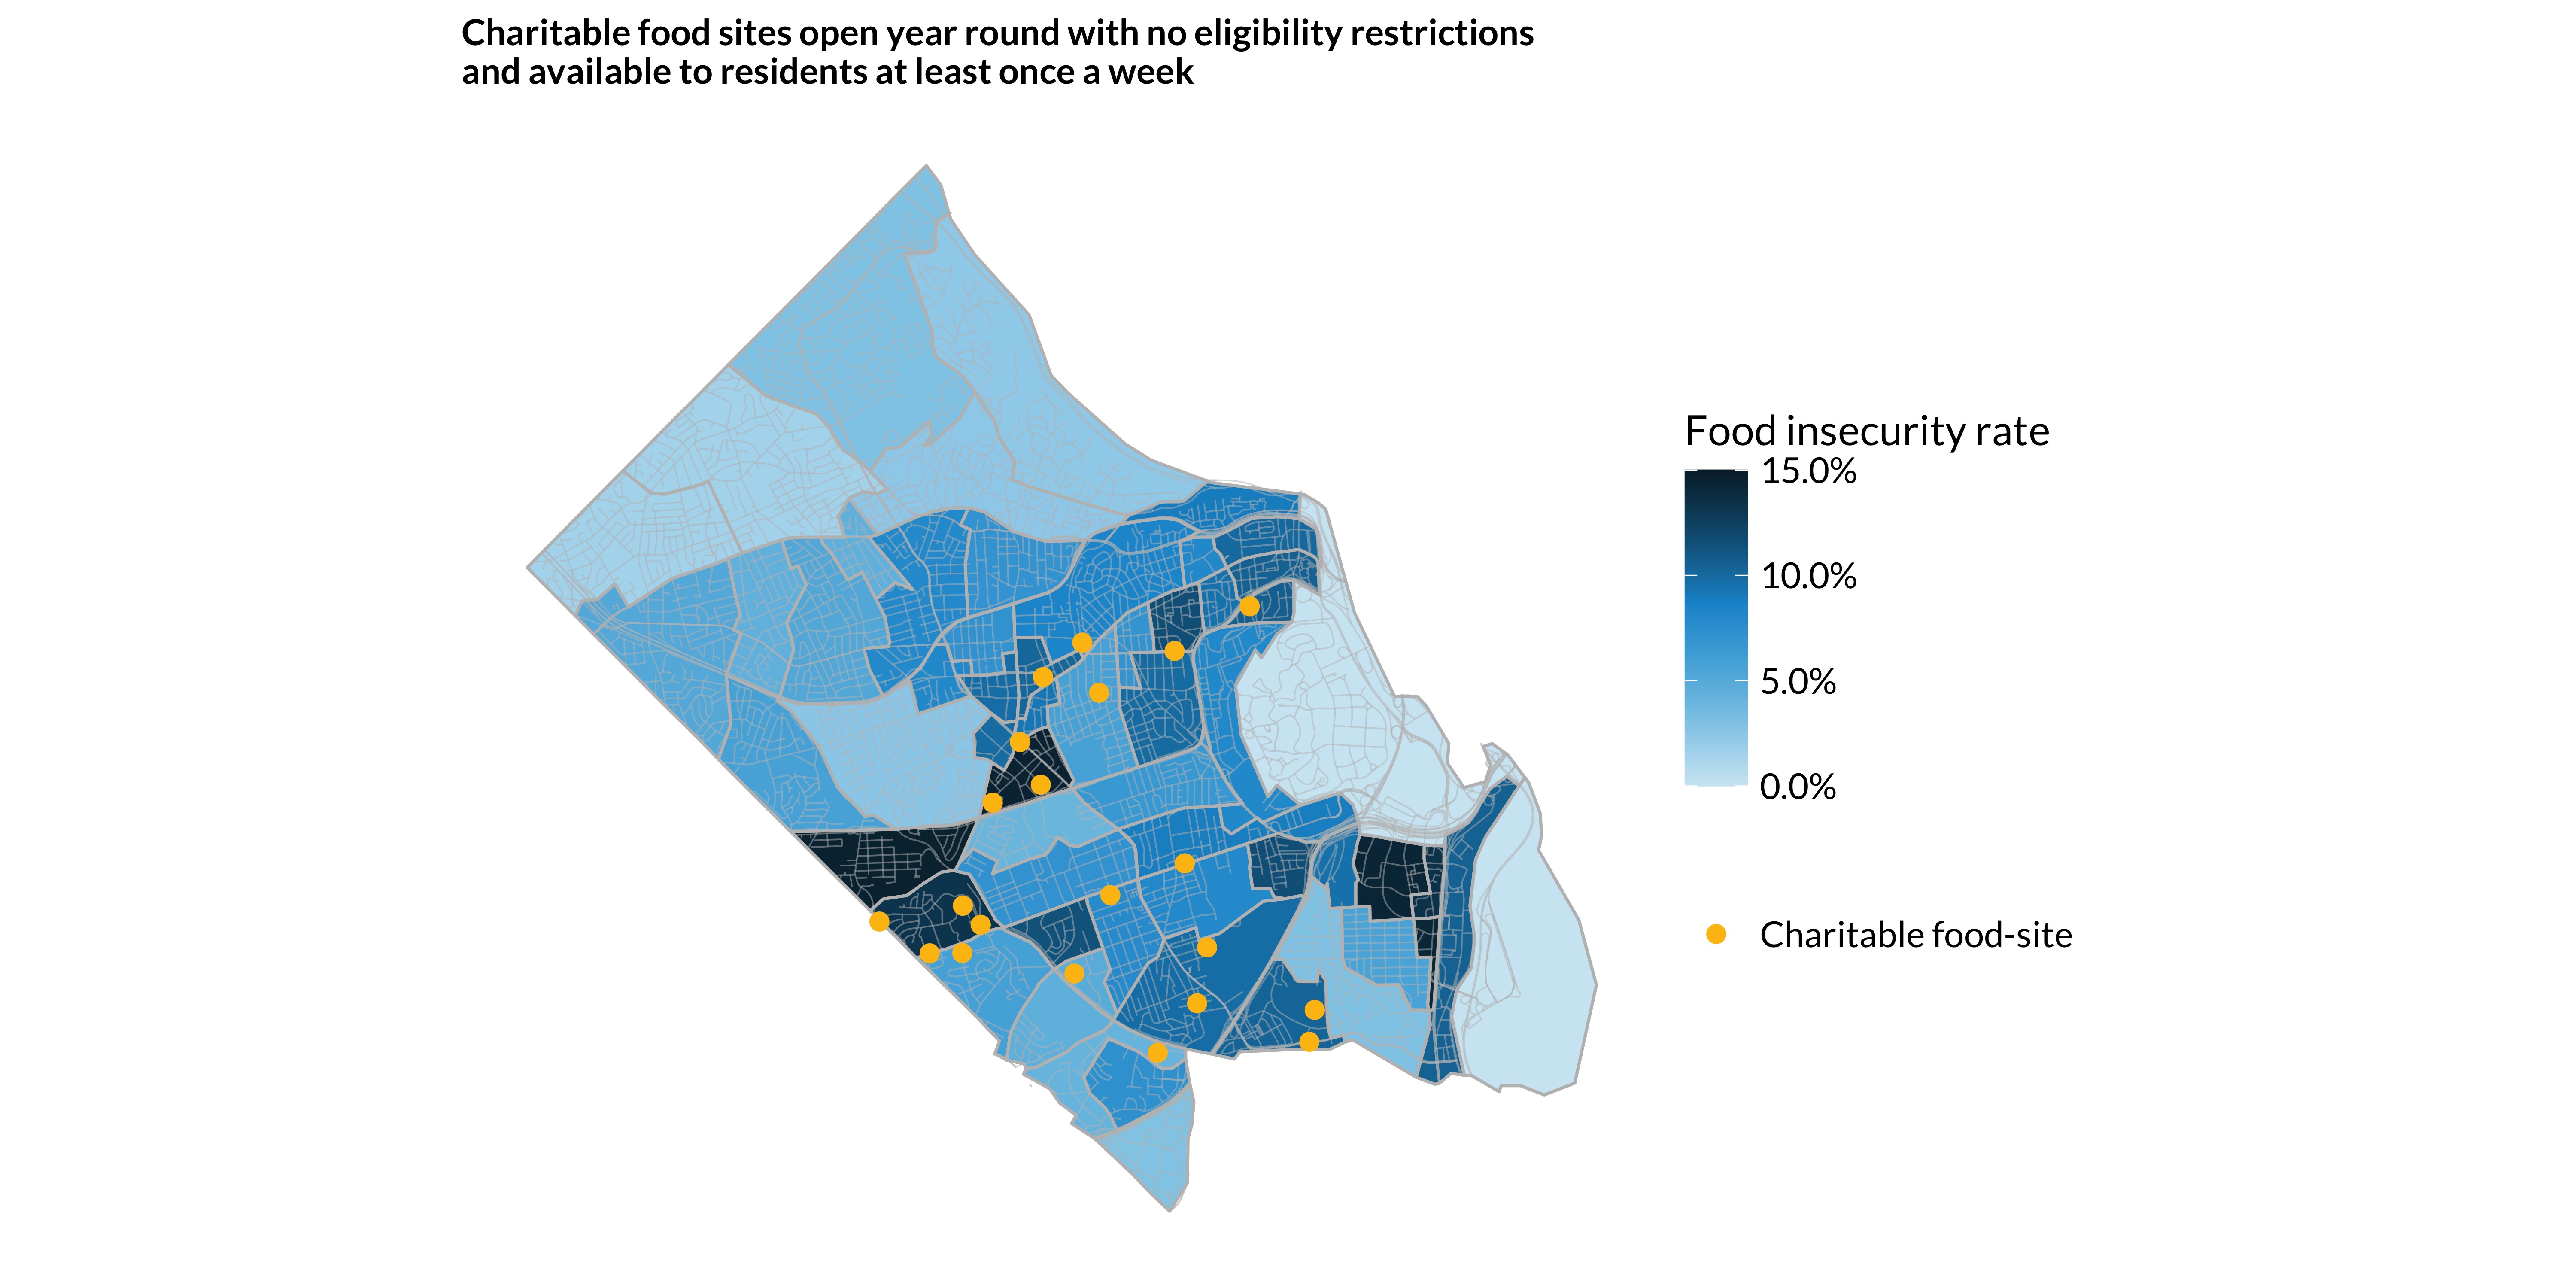 Charitable food sites open year round with no eligibility restrictions
and available to residents at least once a week
Food insecurity rate
15.0%
10.0%
5.0%
0.0%
Charitable food-site